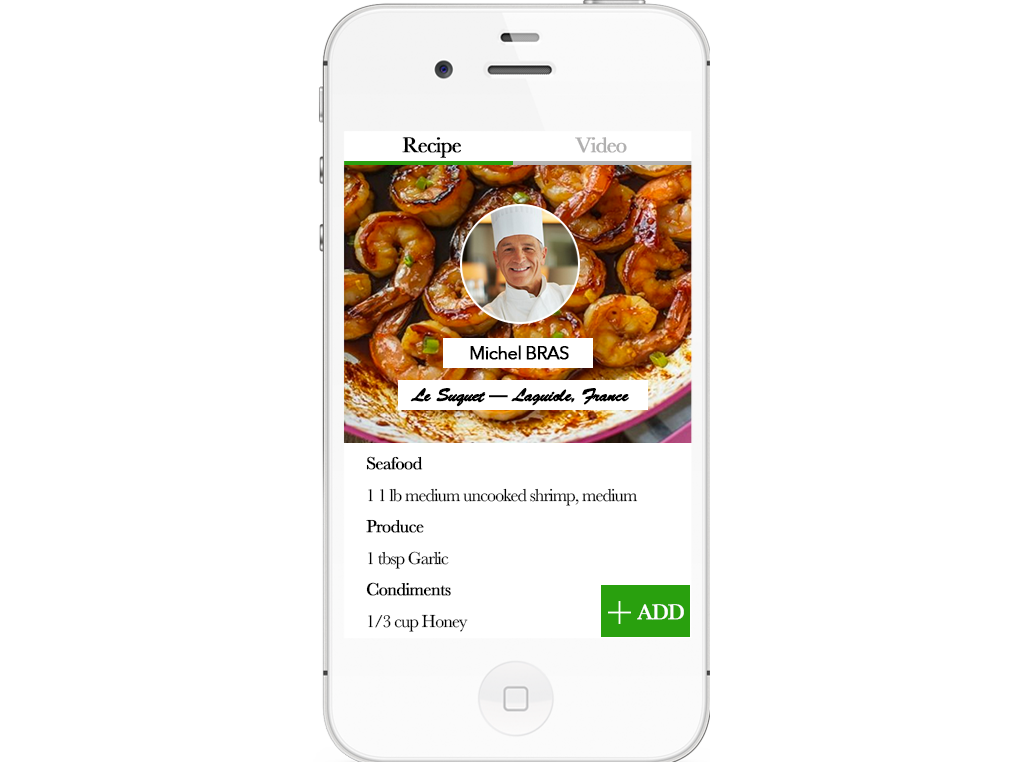 Recipe
Video
Michel BRAS
Le Suquet — Laguiole, France
Seafood
1 1 lb medium uncooked shrimp, medium
Produce
1 tbsp Garlic
Condiments
1/3 cup Honey
+ ADD